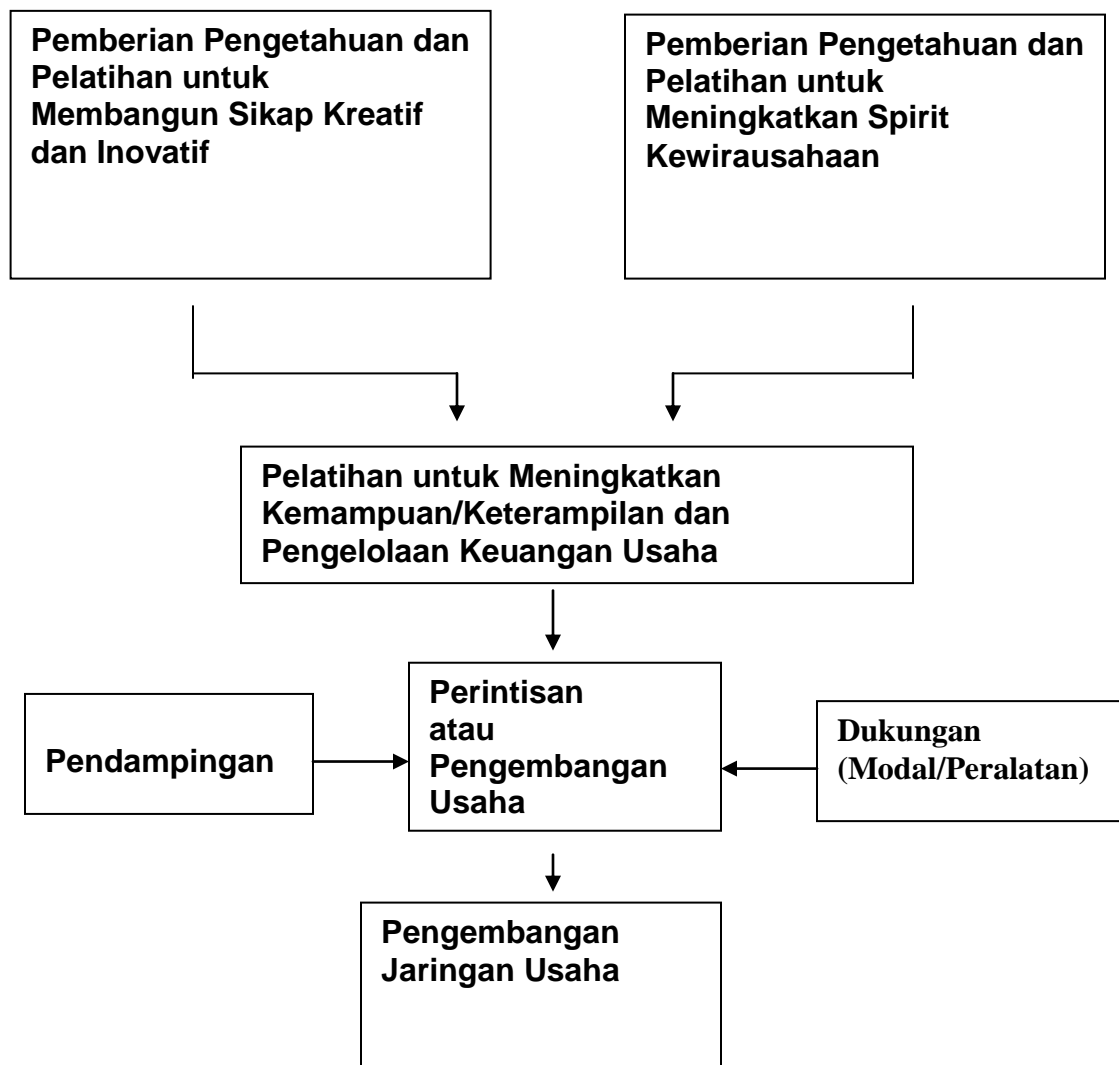 Pemberian Pengetahuan dan
Pelatihan untuk
Membangun Sikap Kreatif
dan Inovatif
Pemberian Pengetahuan dan
Pelatihan untuk
Meningkatkan Spirit
Kewirausahaan
Pelatihan untuk Meningkatkan
Kemampuan/Keterampilan dan
Pengelolaan Keuangan Usaha
Pendampingan
Perintisan
atau
Pengembangan
Usaha
Dukungan
(Modal/Peralatan)
Pengembangan
Jaringan Usaha